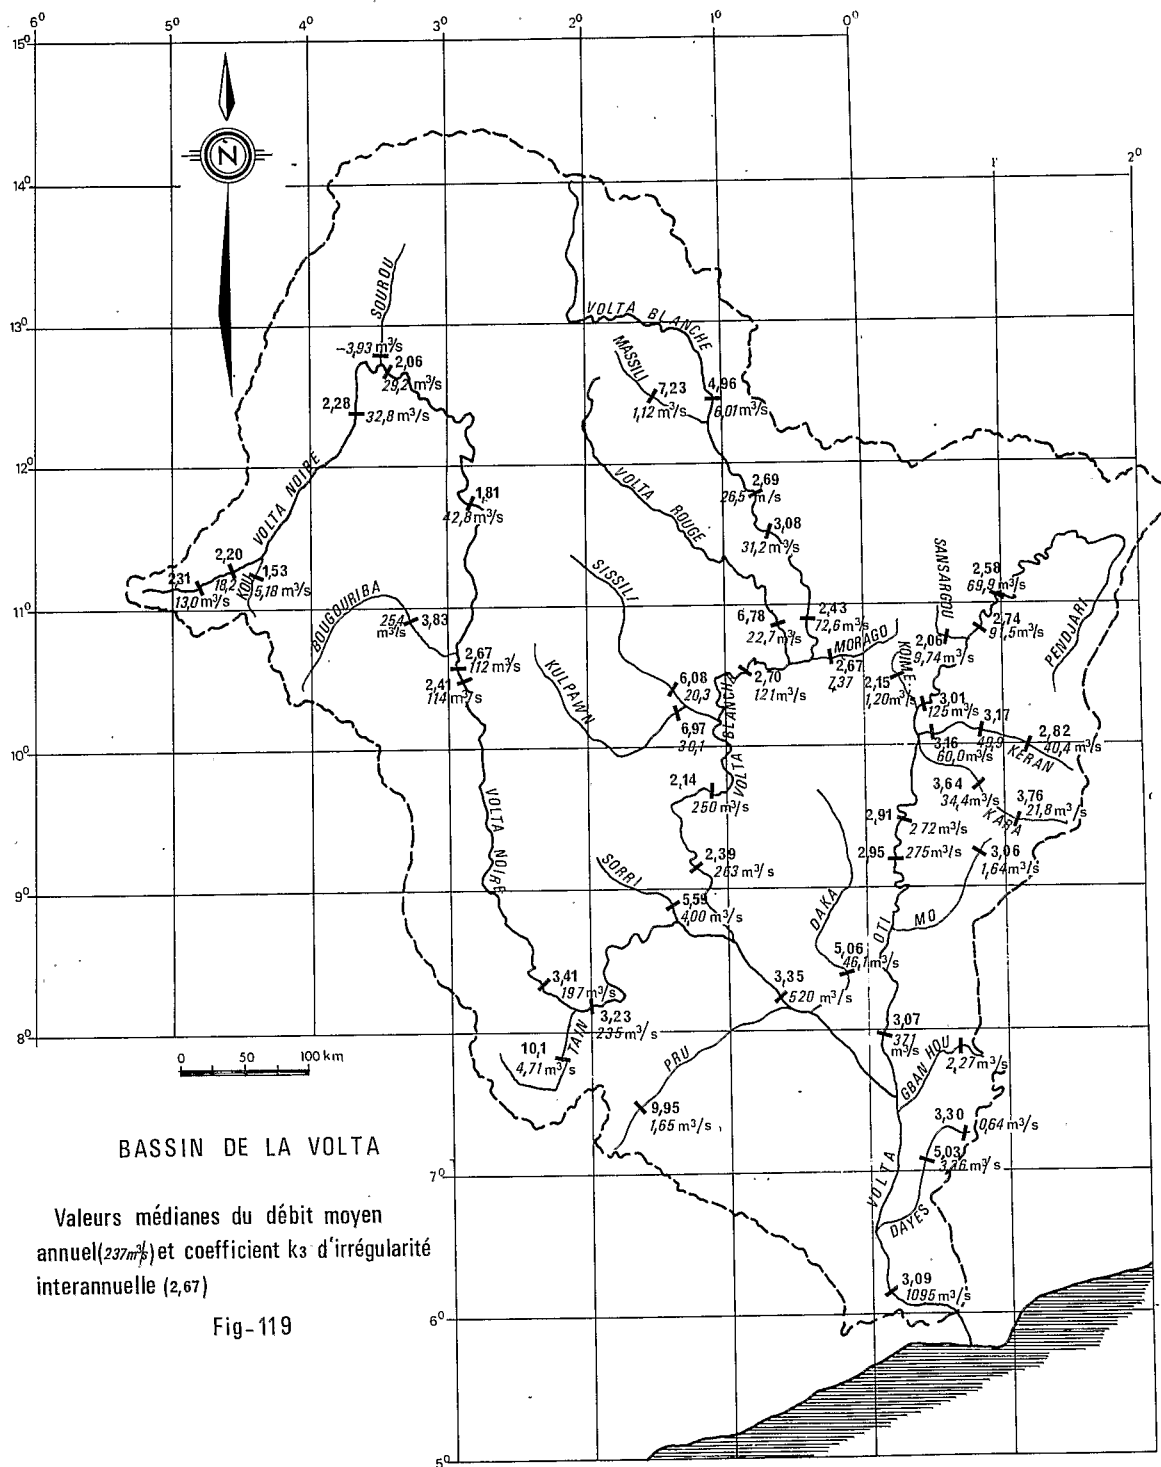 6° 5° 4° 3° 2° 1° 0°
15°
1° 2°
14°
N
SOUROU
13°
VOLTA BLANCHE
-3,93 m³/s
2,06
29,2 m³/s
MASSILI
7,23
1,12 m³/s
4,96
6,01 m³/s
2,28
32,8 m³/s
12°
VOLTA NOIRE
VOLTA ROUGE
2,69
26,5 m/s
1,81
42,8 m³/s
3,08
31,2 m³/s
SISSILI
SANSARGOU
2,58
69,9 m³/s
2,31
13,0 m³/s
2,20
18,2
KOU
1,53
5,18 m³/s
11°
BOUGOURIBA
25,4
m³/s
3,83
6,78
22,7 m³/s
2,43
72,6 m³/s
MORAGO
2,67
7,37
2,06
9,74 m³/s
2,74
91,5 m³/s
PENDJARI
2,67
112 m³/s
2,41
114 m³/s
KULPAWN
6,08
20,3
2,70
121 m³/s
2,15
1,20 m³/s
3,01
125 m³/s
6,97
30,1
VOLTA BLANCHE
3,16
60,0 m³/s
3,17
49,9
2,82
40,4 m³/s
KERAN
10°
2,14
250 m³/s
3,64
34,4 m³/s
KARA
3,76
21,8 m³/s
VOLTA NOIRE
2,91
272 m³/s
2,39
263 m³/s
2,95
275 m³/s
3,06
1,64 m³/s
SORRI
9°
5,59
4,00 m³/s
DAKA
OTI
MO
5,06
46,1 m³/s
3,41
197 m³/s
3,35
520 m³/s
3,23
235 m³/s
3,07
371
m³/s
8°
TAIN
10,1
4,71 m³/s
PRU
GBAN HOU
2,27 m³/s
0 50 100 km
9,95
1,65 m³/s
3,30
0,64 m³/s
5,03
3,36 m³/s
BASSIN DE LA VOLTA
7°
VOLTA
DAYES
Valeurs médianes du débit moyen
annuel (237 m³/s) et coefficient k3 d'irrégularité
interannuelle (2,67)
3,09
1095 m³/s
Fig-119
6°
5°